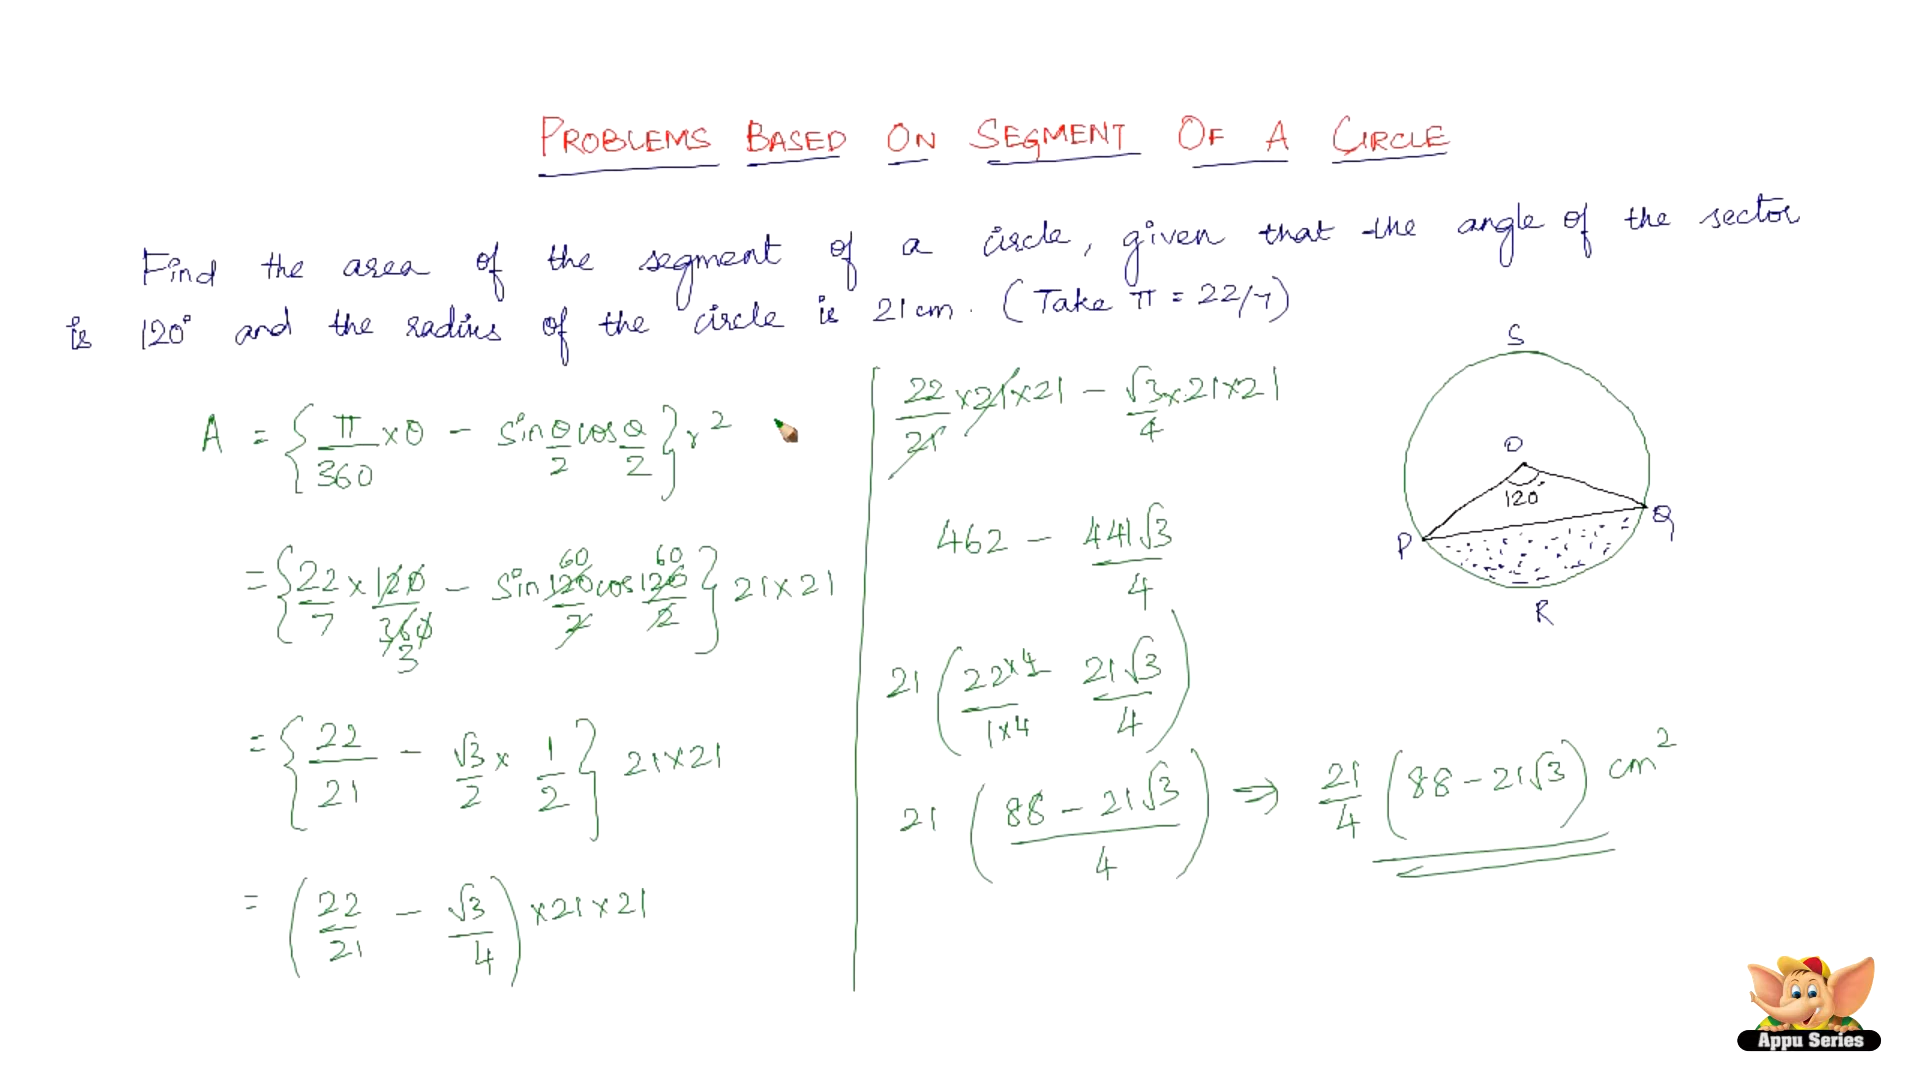 PROBLEMS BASED ON SEGMENT OF A CIRCLE
Find the area of the segment of a circle, given that the angle of the sector
is 120° and the radius of the circle is 21cm. (Take π = 22/7)
A = {π/360 × θ − sin θ/2 cos θ/2} r²
= {22/7 × 120/360 3 − sin 120/2 60 cos 120/2 60} 21×21
= {22/21 − √3/2 × 1/2} 21×21
= (22/21 − √3/4) ×21×21
22/21 ×21×21 − √3/4 ×21×21
462 − 441√3/4
21 (22×4/1×4 21√3/4)
21 (88 − 21√3/4) ⇒ 21/4 (88 − 21√3) cm²
S
O
120°
P
Q
R
Appu Series